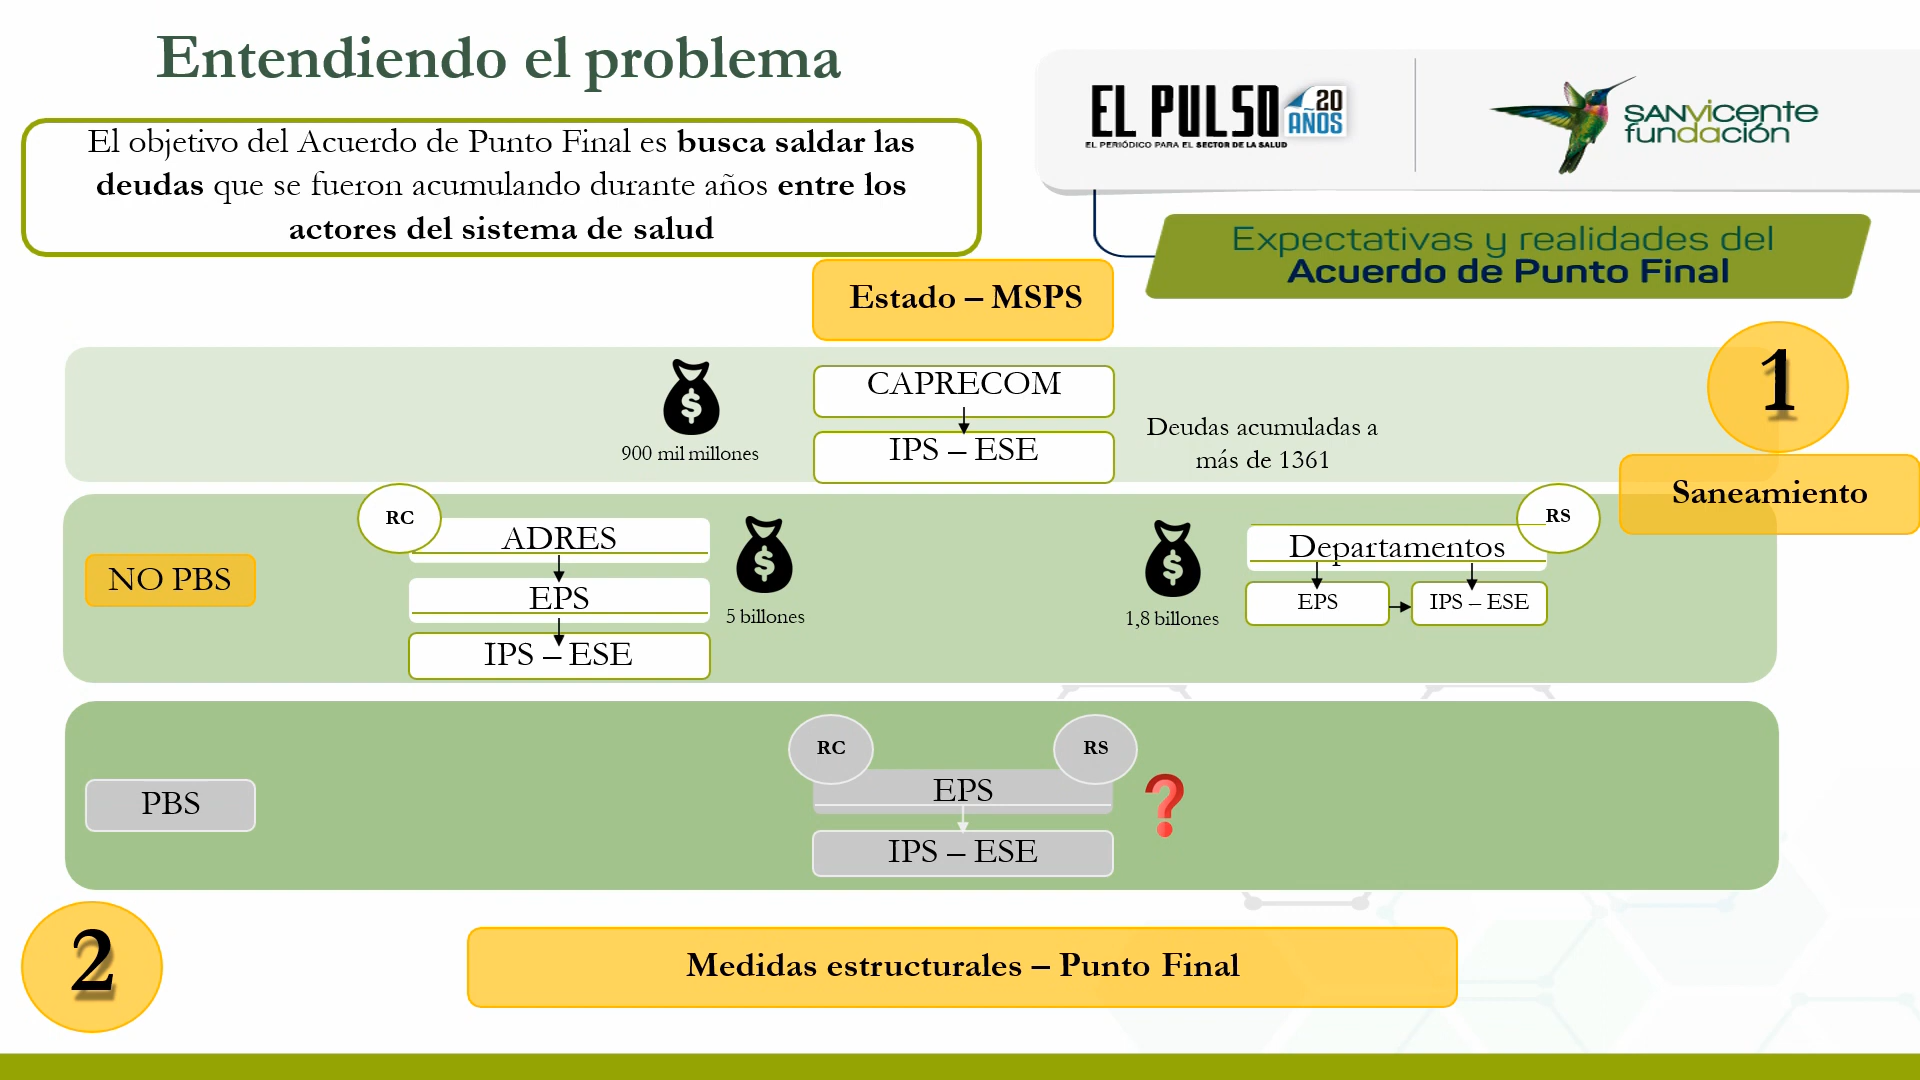 Entendiendo el problema
El objetivo del Acuerdo de Punto Final es busca saldar las
deudas que se fueron acumulando durante años entre los
actores del sistema de salud
EL PULSO 20 AÑOS
EL PERIÓDICO PARA EL SECTOR DE LA SALUD
sanvicente
fundación
Expectativas y realidades del
Acuerdo de Punto Final
Estado – MSPS
1
Saneamiento
CAPRECOM
IPS – ESE
900 mil millones
Deudas acumuladas a
más de 1361
NO PBS
RC
ADRES
EPS
IPS – ESE
$
5 billones
$
1,8 billones
RS
Departamentos
EPS
IPS – ESE
$
PBS
RC
RS
EPS
IPS – ESE
?
2
Medidas estructurales – Punto Final